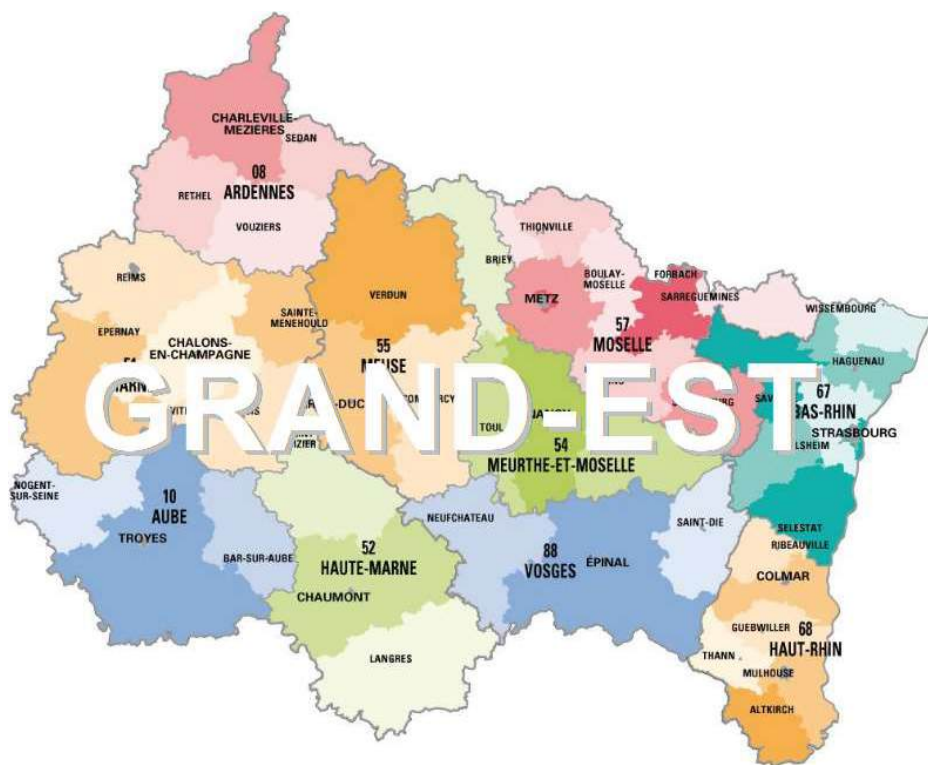 CHARLEVILLE-
MEZIÈRES
SEDAN
08
ARDENNES
RETHEL
VOUZIERS
THIONVILLE
BRIEY
BOULAY-
MOSELLE
FORBACH
SARREGUEMINES
WISSEMBOURG
REIMS
METZ
VERDUN
SAINTE-
MENEHOULD
EPERNAY
CHALONS-
EN-CHAMPAGNE
57
MOSELLE
55
MEUSE
HAGUENAU
67
BAS-RHIN
STRASBOURG
GRAND-EST
TOUL
54
MEURTHE-ET-MOSELLE
NOGENT-
SUR-SEINE
10
AUBE
TROYES
BAR-SUR-AUBE
NEUFCHATEAU
SAINT-DIE
SELESTAT
RIBEAUVILLE
52
HAUTE-MARNE
CHAUMONT
88
VOSGES
ÉPINAL
COLMAR
LANGRES
GUEBWILLER
68
HAUT-RHIN
THANN
MULHOUSE
ALTKIRCH